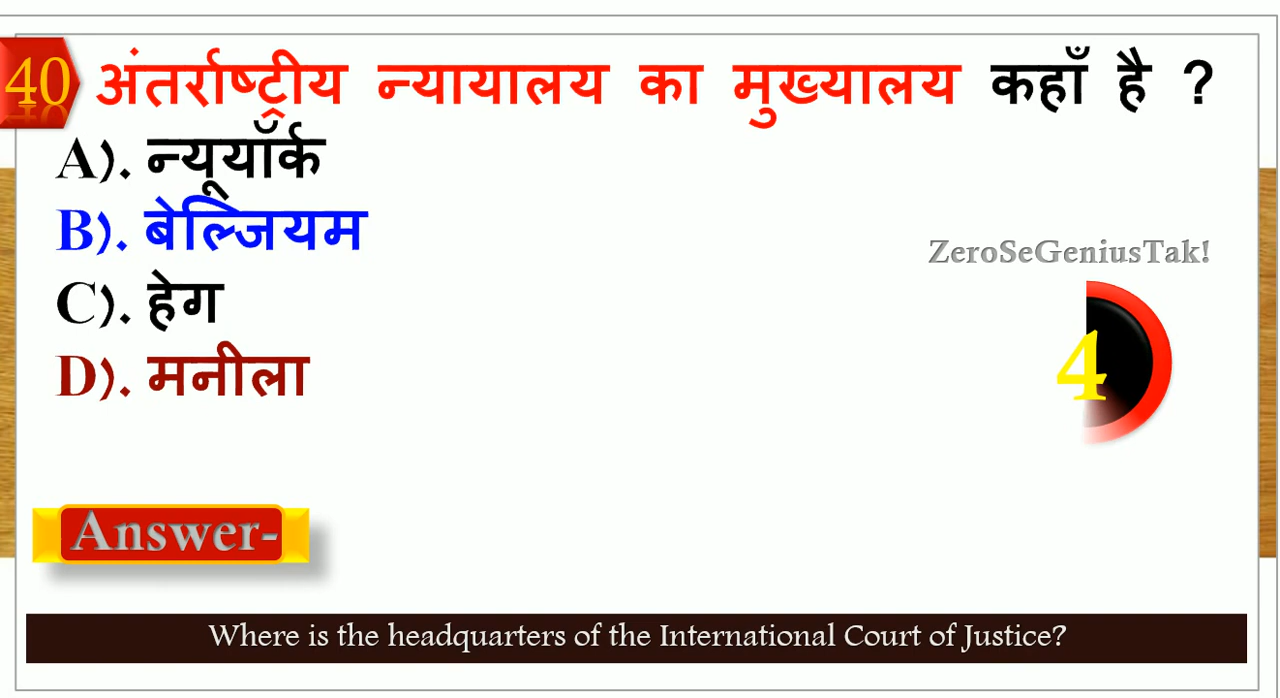 40 अंतर्राष्ट्रीय न्यायालय का मुख्यालय कहाँ है ?
A). न्यूयॉर्क
B). बेल्जियम
C). हेग
D). मनीला
ZeroSeGeniusTak!
4
Answer-
Where is the headquarters of the International Court of Justice?